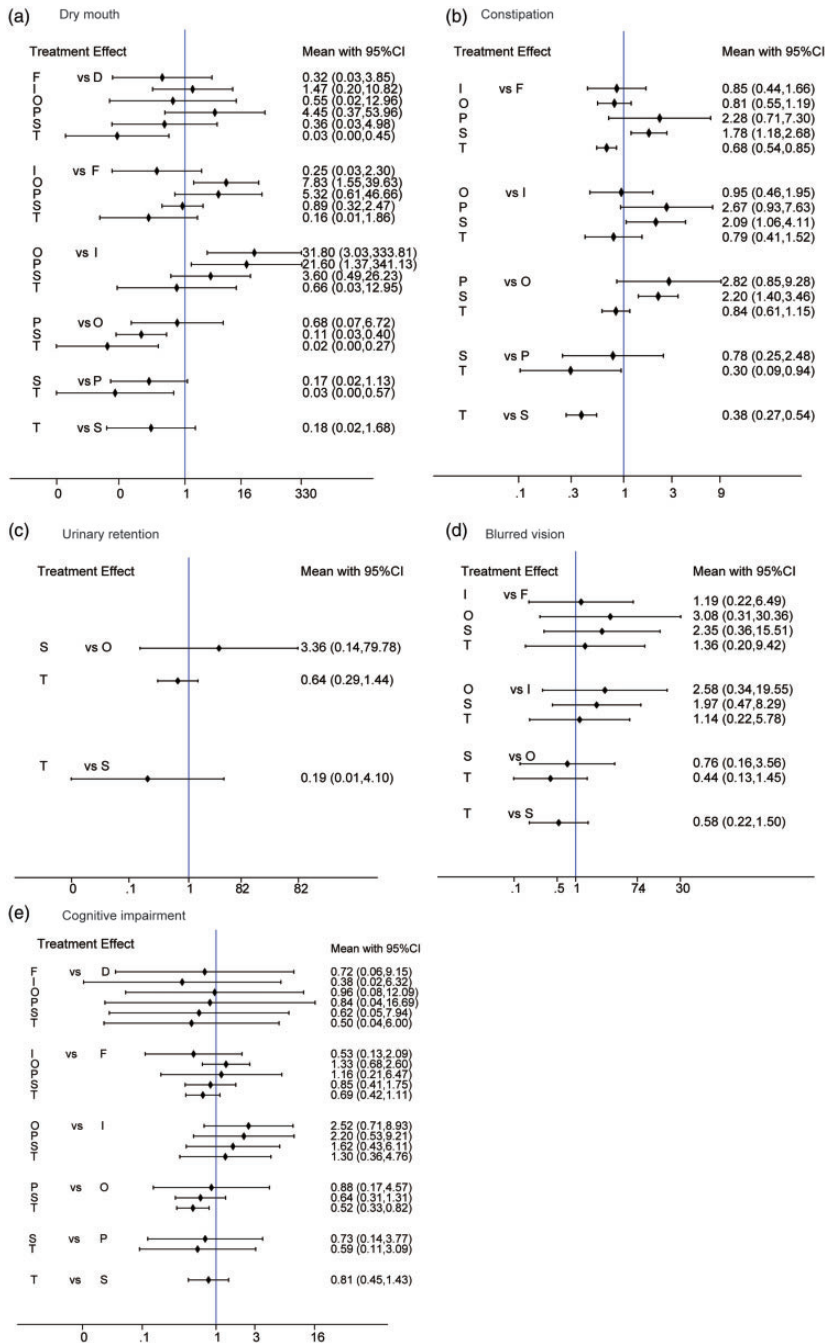 (a) Dry mouth
Treatment Effect Mean with 95%CI
F vs D 0.32 (0.03,3.85)
I 1.47 (0.20,10.82)
O 0.55 (0.02,12.96)
P 4.45 (0.37,53.96)
S 0.36 (0.03,4.98)
T 0.03 (0.00,0.45)
I vs F 0.25 (0.03,2.30)
O 7.83 (1.55,39.63)
P 5.32 (0.61,46.66)
S 0.89 (0.32,2.47)
T 0.16 (0.01,1.86)
O vs I 31.80 (3.03,333.81)
P 21.60 (1.37,341.13)
S 3.60 (0.49,26.23)
T 0.66 (0.03,12.95)
P vs O 0.68 (0.07,6.72)
S 0.11 (0.03,0.40)
T 0.02 (0.00,0.27)
S vs P 0.17 (0.02,1.13)
T 0.03 (0.00,0.57)
T vs S 0.18 (0.02,1.68)
0 0 1 16 330
(b) Constipation
Treatment Effect Mean with 95%CI
I vs F 0.85 (0.44,1.66)
O 0.81 (0.55,1.19)
P 2.28 (0.71,7.30)
S 1.78 (1.18,2.68)
T 0.68 (0.54,0.85)
O vs I 0.95 (0.46,1.95)
P 2.67 (0.93,7.63)
S 2.09 (1.06,4.11)
T 0.79 (0.41,1.52)
P vs O 2.82 (0.85,9.28)
S 2.20 (1.40,3.46)
T 0.84 (0.61,1.15)
S vs P 0.78 (0.25,2.48)
T 0.30 (0.09,0.94)
T vs S 0.38 (0.27,0.54)
.1 .3 1 3 9
(c) Urinary retention
Treatment Effect Mean with 95%CI
S vs O 3.36 (0.14,79.78)
T 0.64 (0.29,1.44)
T vs S 0.19 (0.01,4.10)
0 .1 1 82 82
(d) Blurred vision
Treatment Effect Mean with 95%CI
I vs F 1.19 (0.22,6.49)
O 3.08 (0.31,30.36)
S 2.35 (0.36,15.51)
T 1.36 (0.20,9.42)
O vs I 2.58 (0.34,19.55)
S 1.97 (0.47,8.29)
T 1.14 (0.22,5.78)
S vs O 0.76 (0.16,3.56)
T 0.44 (0.13,1.45)
T vs S 0.58 (0.22,1.50)
.1 .5 1 74 30
(e) Cognitive impairment
Treatment Effect Mean with 95%CI
F vs D 0.72 (0.06,9.15)
I 0.38 (0.02,6.32)
O 0.96 (0.08,12.09)
P 0.84 (0.04,16.69)
S 0.62 (0.05,7.94)
T 0.50 (0.04,6.00)
I vs F 0.53 (0.13,2.09)
O 1.33 (0.68,2.60)
P 1.16 (0.21,6.47)
S 0.85 (0.41,1.75)
T 0.69 (0.42,1.11)
O vs I 2.52 (0.71,8.93)
P 2.20 (0.53,9.21)
S 1.62 (0.43,6.11)
T 1.30 (0.36,4.76)
P vs O 0.88 (0.17,4.57)
S 0.64 (0.31,1.31)
T 0.52 (0.33,0.82)
S vs P 0.73 (0.14,3.77)
T 0.59 (0.11,3.09)
T vs S 0.81 (0.45,1.43)
0 .1 1 3 16